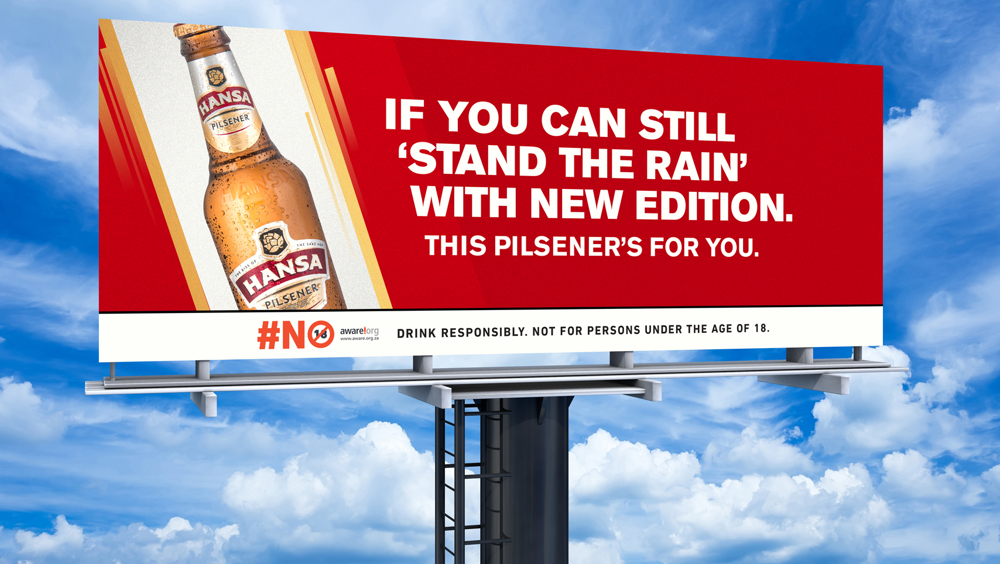 HANSA
PILSENER
HANSA
THE KISS OF THE SAAZ HOP
HANSA
PILSENER
IF YOU CAN STILL
‘STAND THE RAIN’
WITH NEW EDITION.
THIS PILSENER’S FOR YOU.
#NO
18
aware!org
www.aware.org.za
DRINK RESPONSIBLY. NOT FOR PERSONS UNDER THE AGE OF 18.